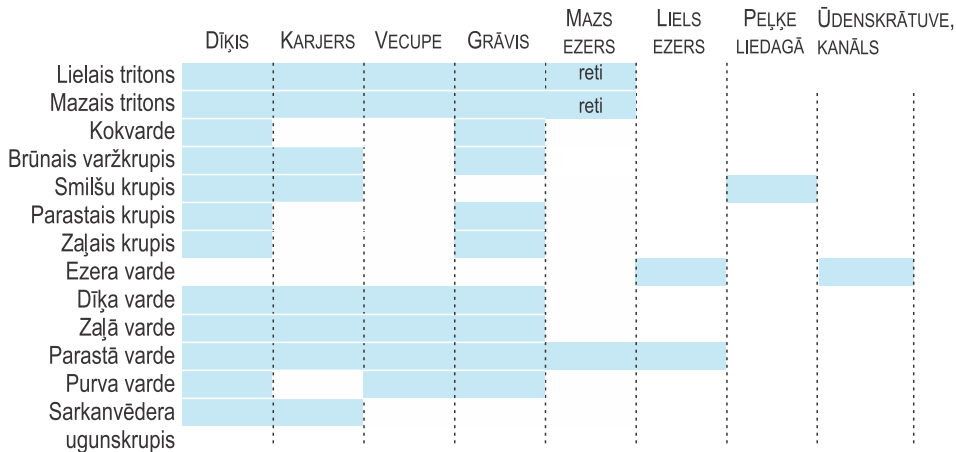 DĪĶIS KARJERS VECUPE GRĀVIS MAZS EZERS LIELS EZERS PEĻĶE LIEDAGĀ ŪDENSKRĀTUVE, KANĀLS
Lielais tritons reti
Mazais tritons reti
Kokvarde
Brūnais varžkrupis
Smilšu krupis
Parastais krupis
Zaļais krupis
Ezera varde
Dīķa varde
Zaļā varde
Parastā varde
Purva varde
Sarkanvēdera
ugunskrupis